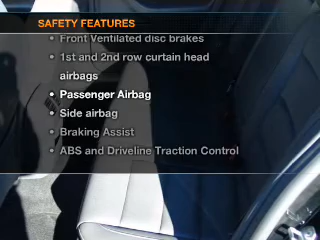 SAFETY FEATURES
• Front Ventilated disc brakes
• 1st and 2nd row curtain head
airbags
• Passenger Airbag
• Side airbag
• Braking Assist
• ABS and Driveline Traction Control